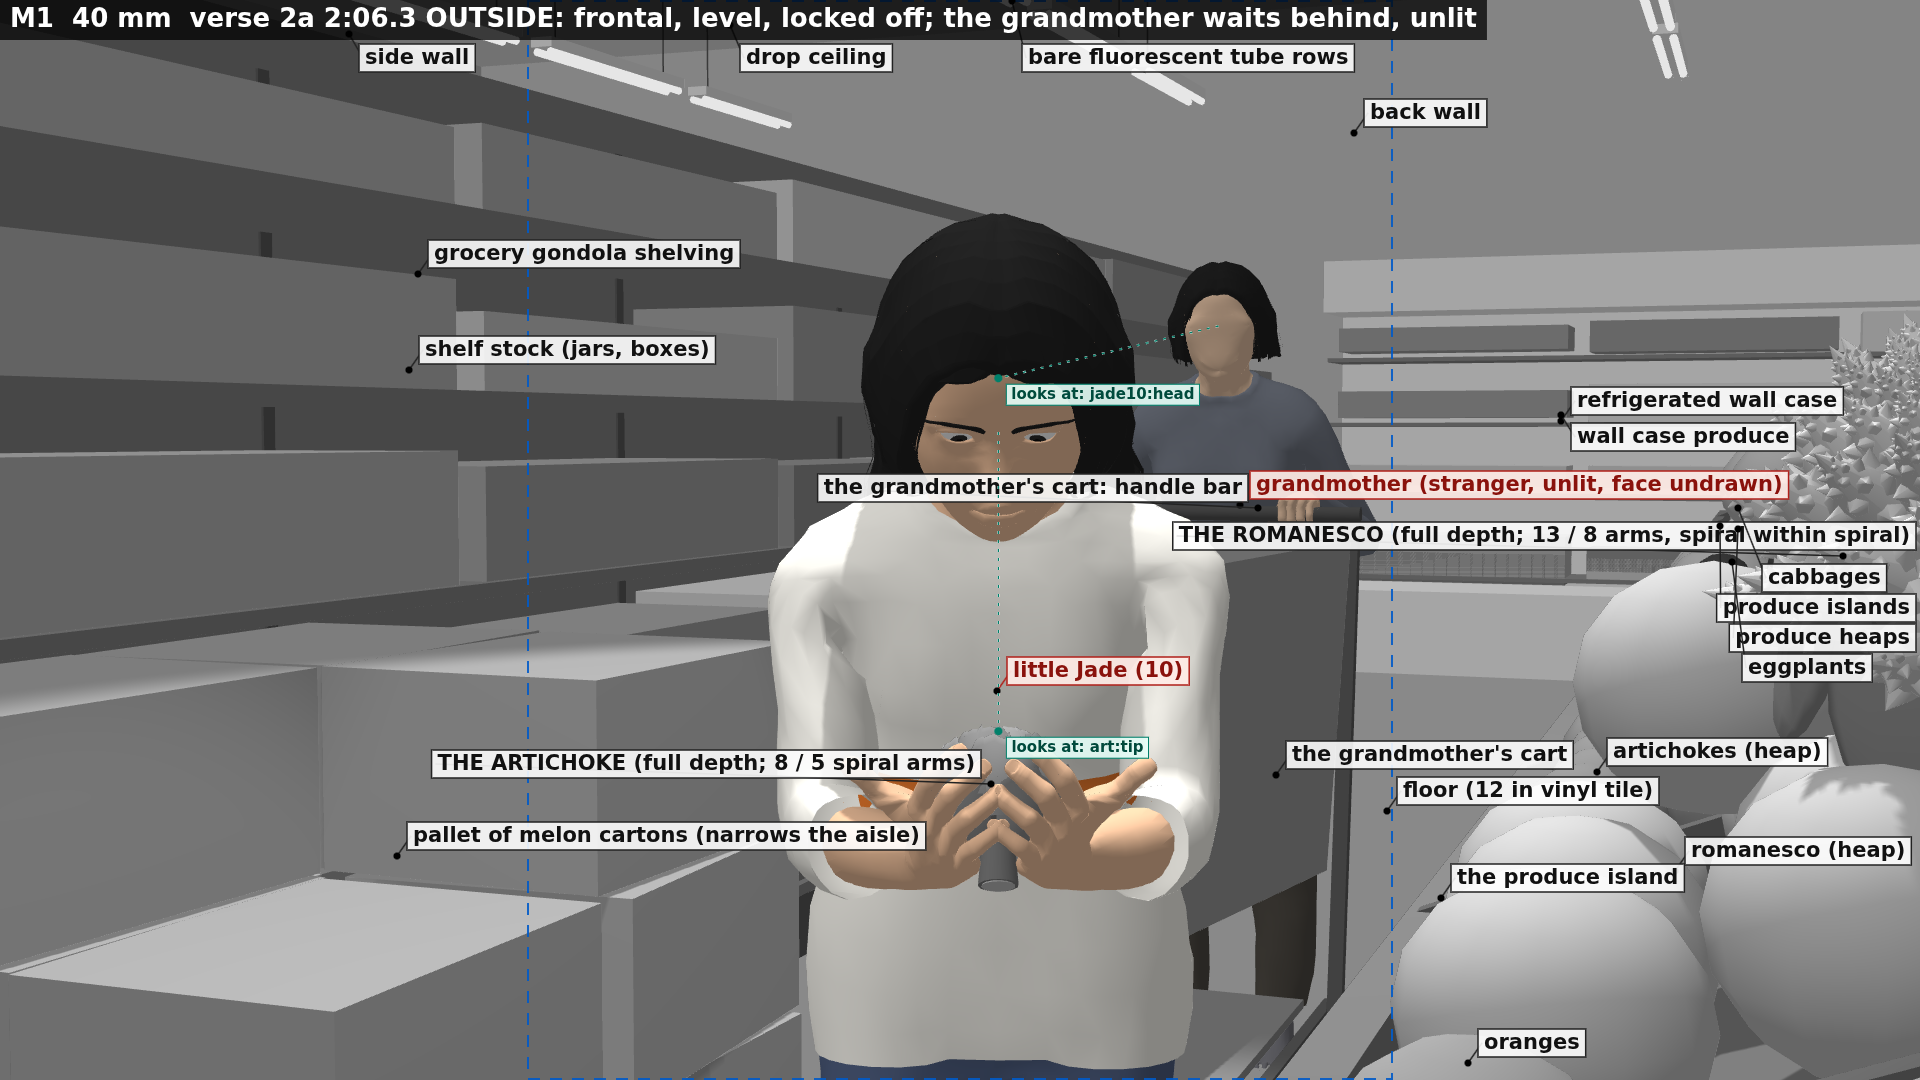 M1 40 mm verse 2a 2:06.3 OUTSIDE: frontal, level, locked off; the grandmother waits behind, unlit
side wall
drop ceiling
bare fluorescent tube rows
back wall
grocery gondola shelving
shelf stock (jars, boxes)
looks at: jade10:head
refrigerated wall case
wall case produce
the grandmother's cart: handle bar
grandmother (stranger, unlit, face undrawn)
THE ROMANESCO (full depth; 13 / 8 arms, spiral within spiral)
cabbages
produce islands
produce heaps
eggplants
little Jade (10)
looks at: art:tip
THE ARTICHOKE (full depth; 8 / 5 spiral arms)
the grandmother's cart
artichokes (heap)
floor (12 in vinyl tile)
pallet of melon cartons (narrows the aisle)
romanesco (heap)
the produce island
oranges